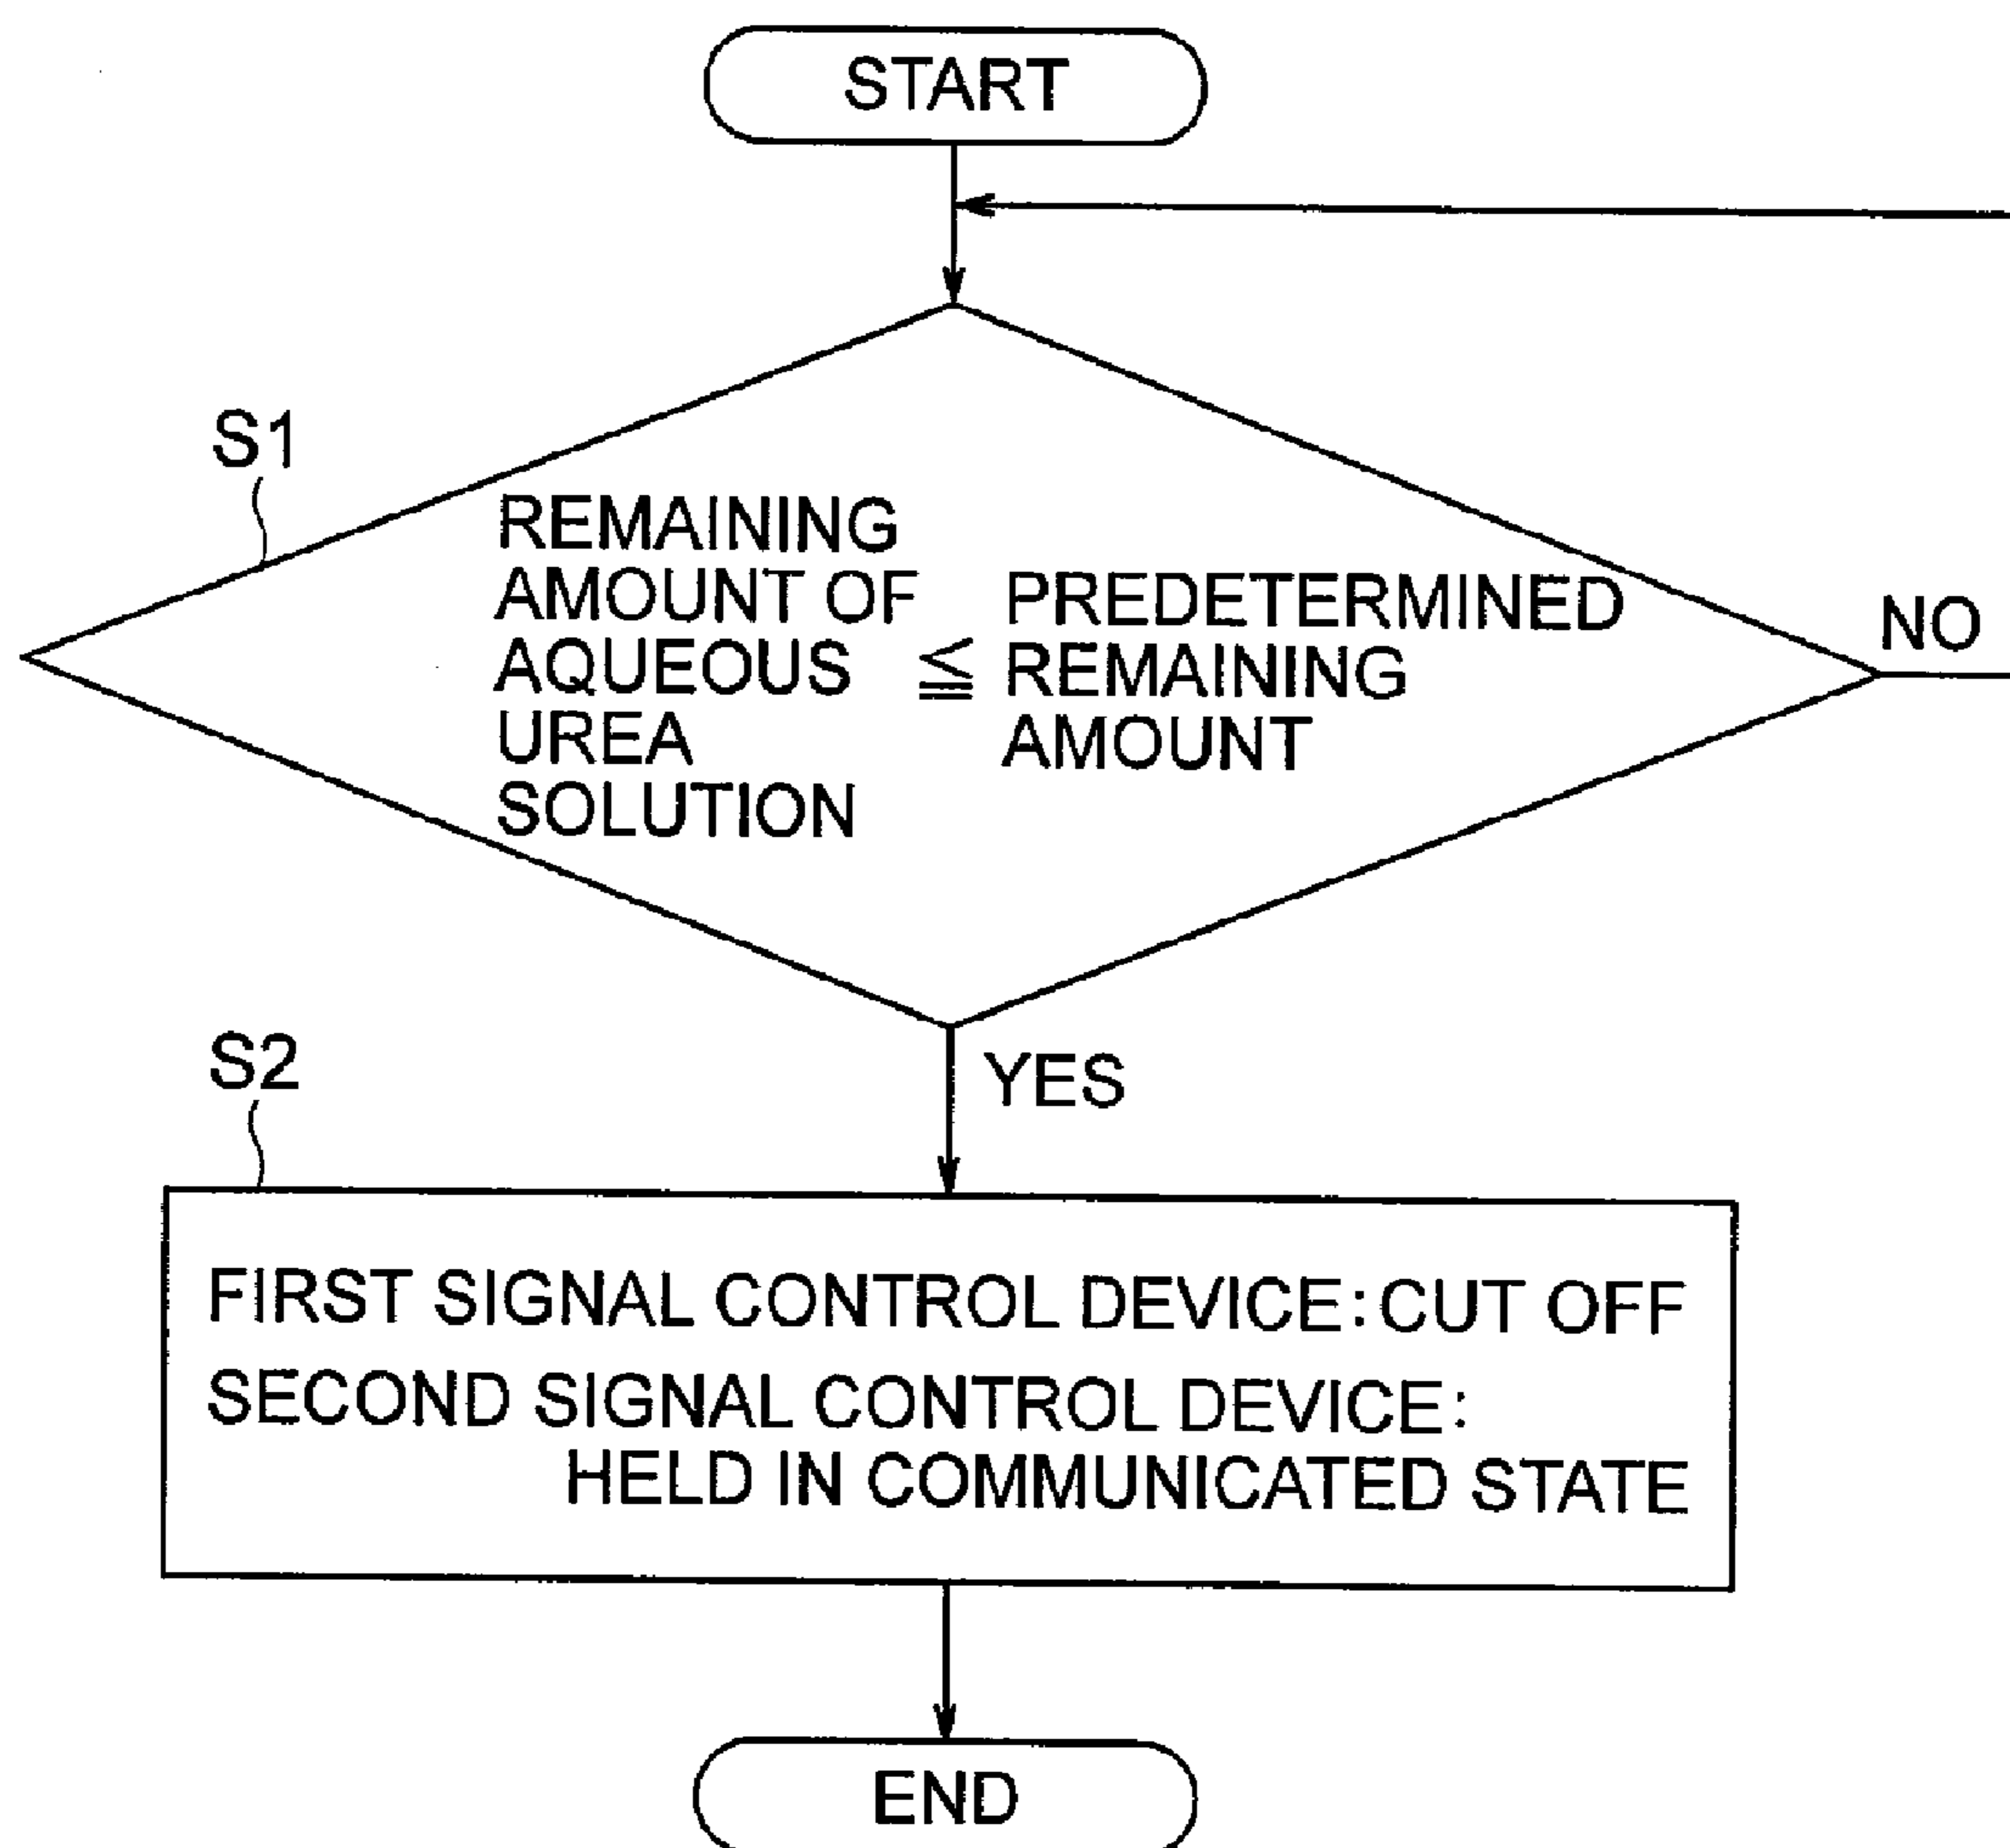 START
S1
REMAINING
AMOUNT OF
AQUEOUS
UREA
SOLUTION
≦
PREDETERMINED
REMAINING
AMOUNT
NO
YES
S2
FIRST SIGNAL CONTROL DEVICE:CUT OFF
SECOND SIGNAL CONTROL DEVICE:
HELD IN COMMUNICATED STATE
END